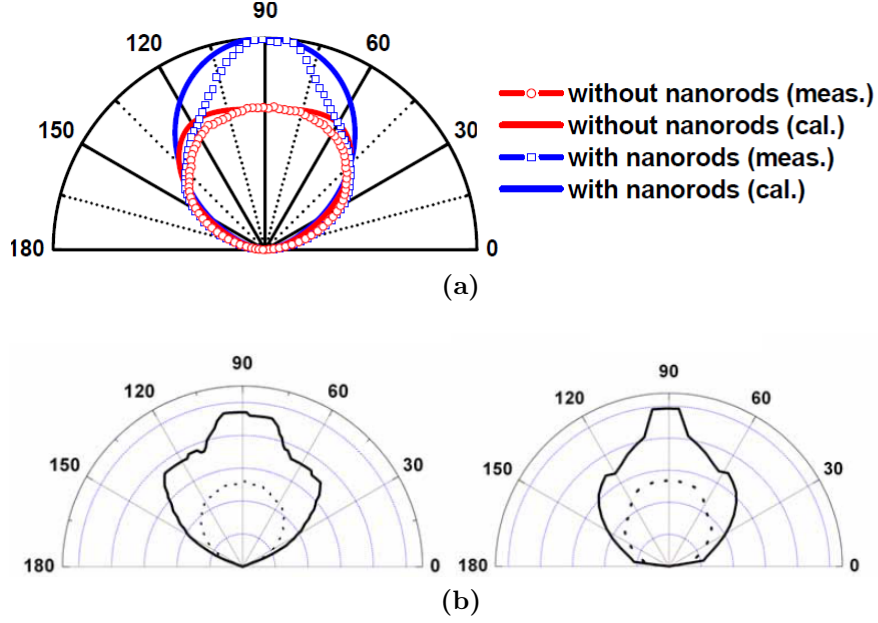 90
120 60
150 30
180 0
without nanorods (meas.)
without nanorods (cal.)
with nanorods (meas.)
with nanorods (cal.)
(a)
90 90
120 60 120 60
150 30 150 30
180 0 180 0
(b)